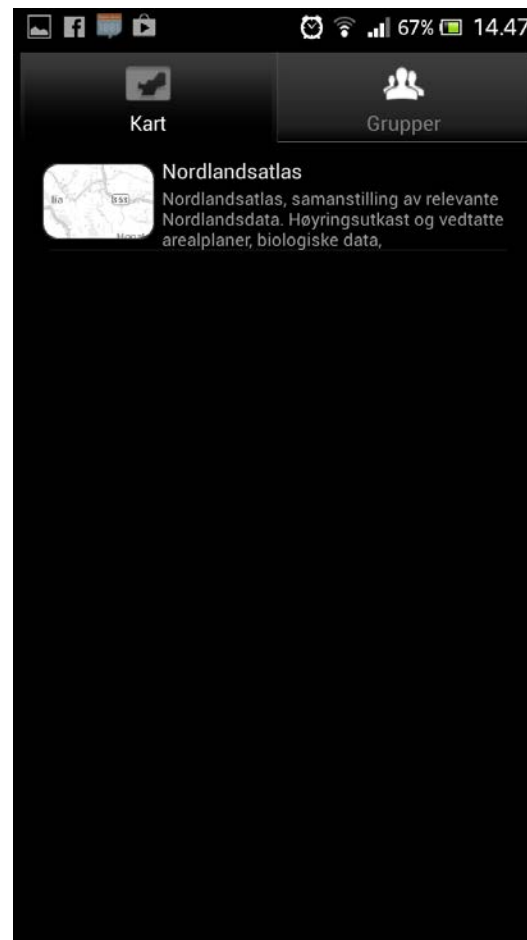 67% 14.47
Kart
Grupper
Nordlandsatlas
Nordlandsatlas, samanstilling av relevante
Nordlandsdata. Høyringsutkast og vedtatte
arealplaner, biologiske data,